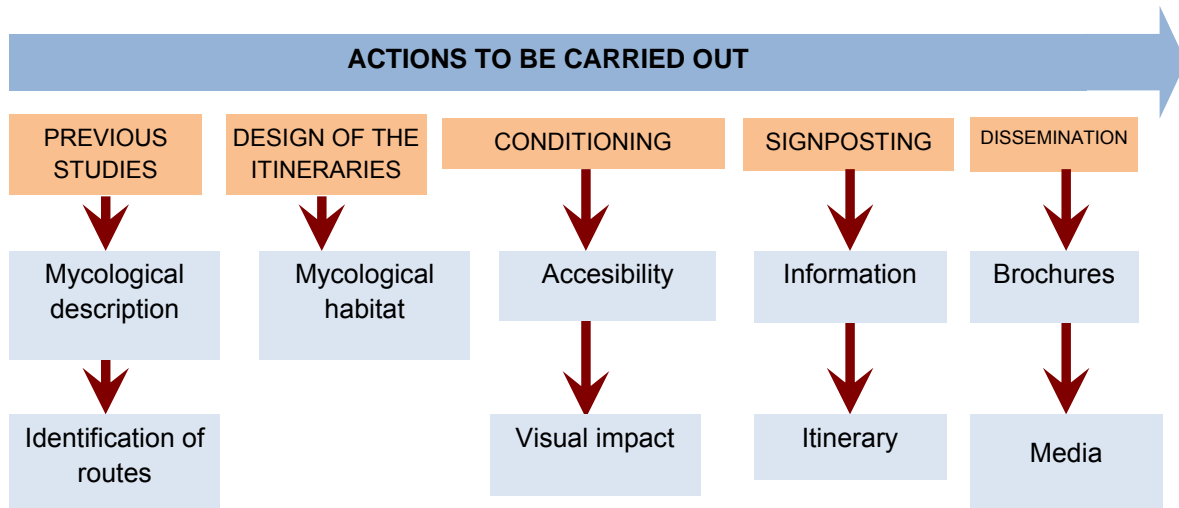 ACTIONS TO BE CARRIED OUT
PREVIOUS
STUDIES
DESIGN OF THE
ITINERARIES
CONDITIONING
SIGNPOSTING
DISSEMINATION
Mycological
description
Mycological
habitat
Accesibility
Information
Brochures
Identification of
routes
Visual impact
Itinerary
Media